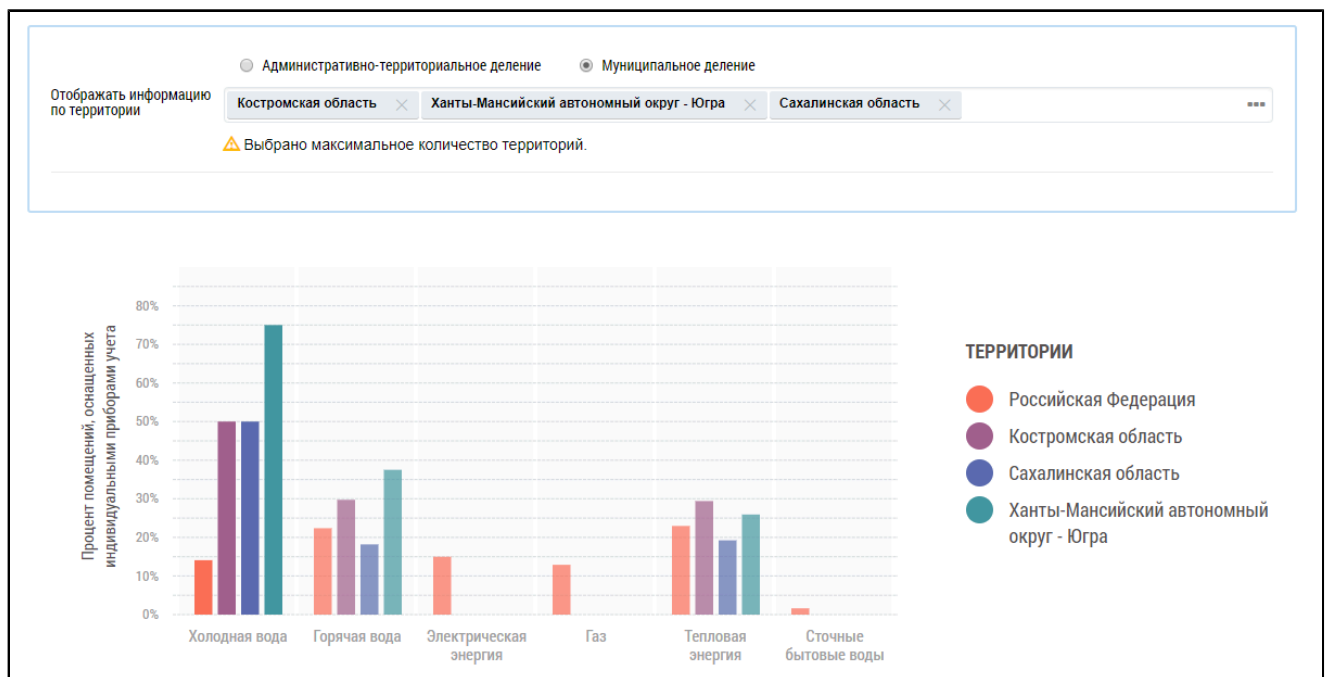 Административно-территориальное деление
Муниципальное деление
Отображать информацию
по территории
Костромская область
Ханты-Мансийский автономный округ - Югра
Сахалинская область
Выбрано максимальное количество территорий.
Процент помещений, оснащенных
индивидуальными приборами учета
80%
70%
60%
50%
40%
30%
20%
10%
0%
Холодная вода
Горячая вода
Электрическая
энергия
Газ
Тепловая
энергия
Сточные
бытовые воды
ТЕРРИТОРИИ
Российская Федерация
Костромская область
Сахалинская область
Ханты-Мансийский автономный
округ - Югра